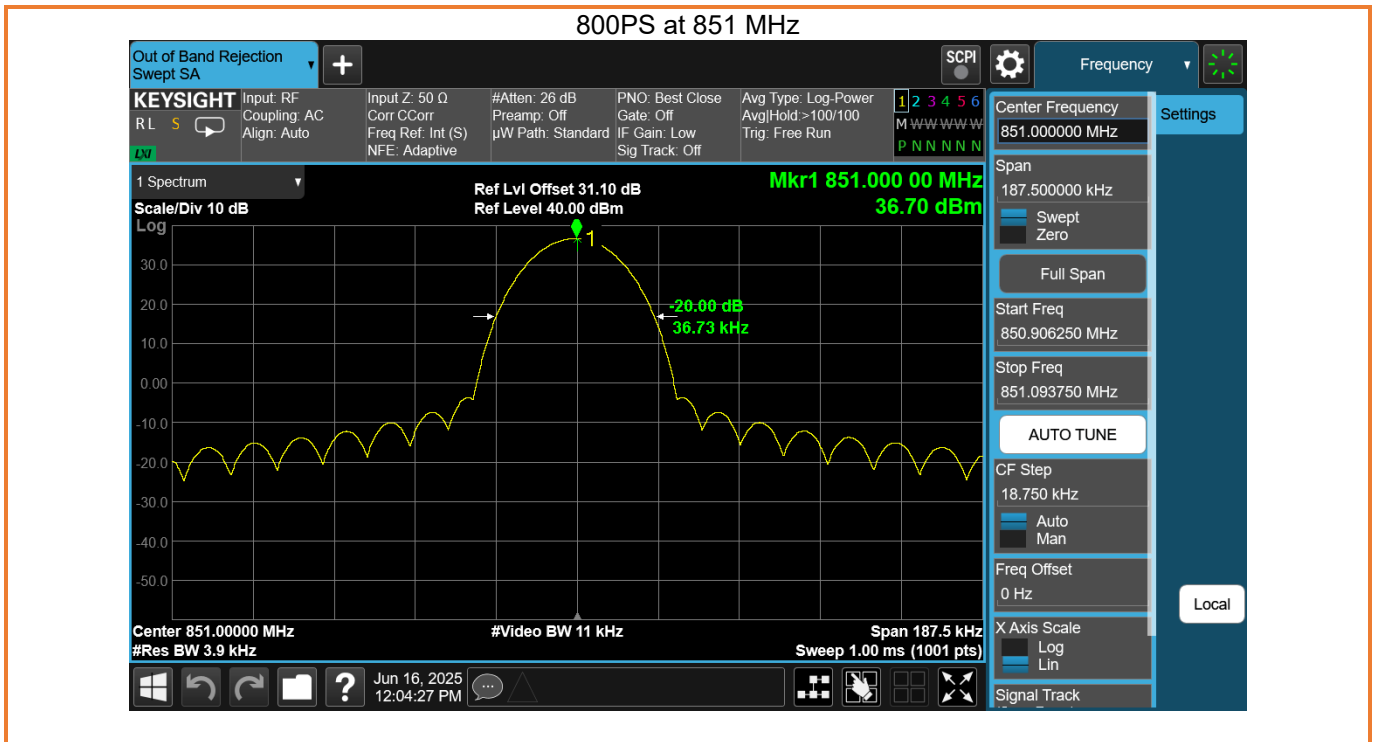 800PS at 851 MHz
Out of Band Rejection
Swept SA
SCPI
Frequency
KEYSIGHT
R L S
LXI
Input: RF
Coupling: AC
Align: Auto
Input Z: 50 Ω
Corr CCorr
Freq Ref: Int (S)
NFE: Adaptive
#Atten: 26 dB
Preamp: Off
µW Path: Standard
PNO: Best Close
Gate: Off
IF Gain: Low
Sig Track: Off
Avg Type: Log-Power
Avg|Hold:>100/100
Trig: Free Run
1 2 3 4 5 6
M W W W W W
P N N N N N
1 Spectrum
Scale/Div 10 dB
Log
Ref Lvl Offset 31.10 dB
Ref Level 40.00 dBm
Mkr1 851.000 00 MHz
36.70 dBm
1
30.0
20.0
10.0
0.00
-10.0
-20.0
-30.0
-40.0
-50.0
-20.00 dB
36.73 kHz
Center 851.00000 MHz
#Res BW 3.9 kHz
#Video BW 11 kHz
Span 187.5 kHz
Sweep 1.00 ms (1001 pts)
Center Frequency
851.000000 MHz
Settings
Span
187.500000 kHz
Swept
Zero
Full Span
Start Freq
850.906250 MHz
Stop Freq
851.093750 MHz
AUTO TUNE
CF Step
18.750 kHz
Auto
Man
Freq Offset
0 Hz
Local
X Axis Scale
Log
Lin
Signal Track
?
Jun 16, 2025
12:04:27 PM